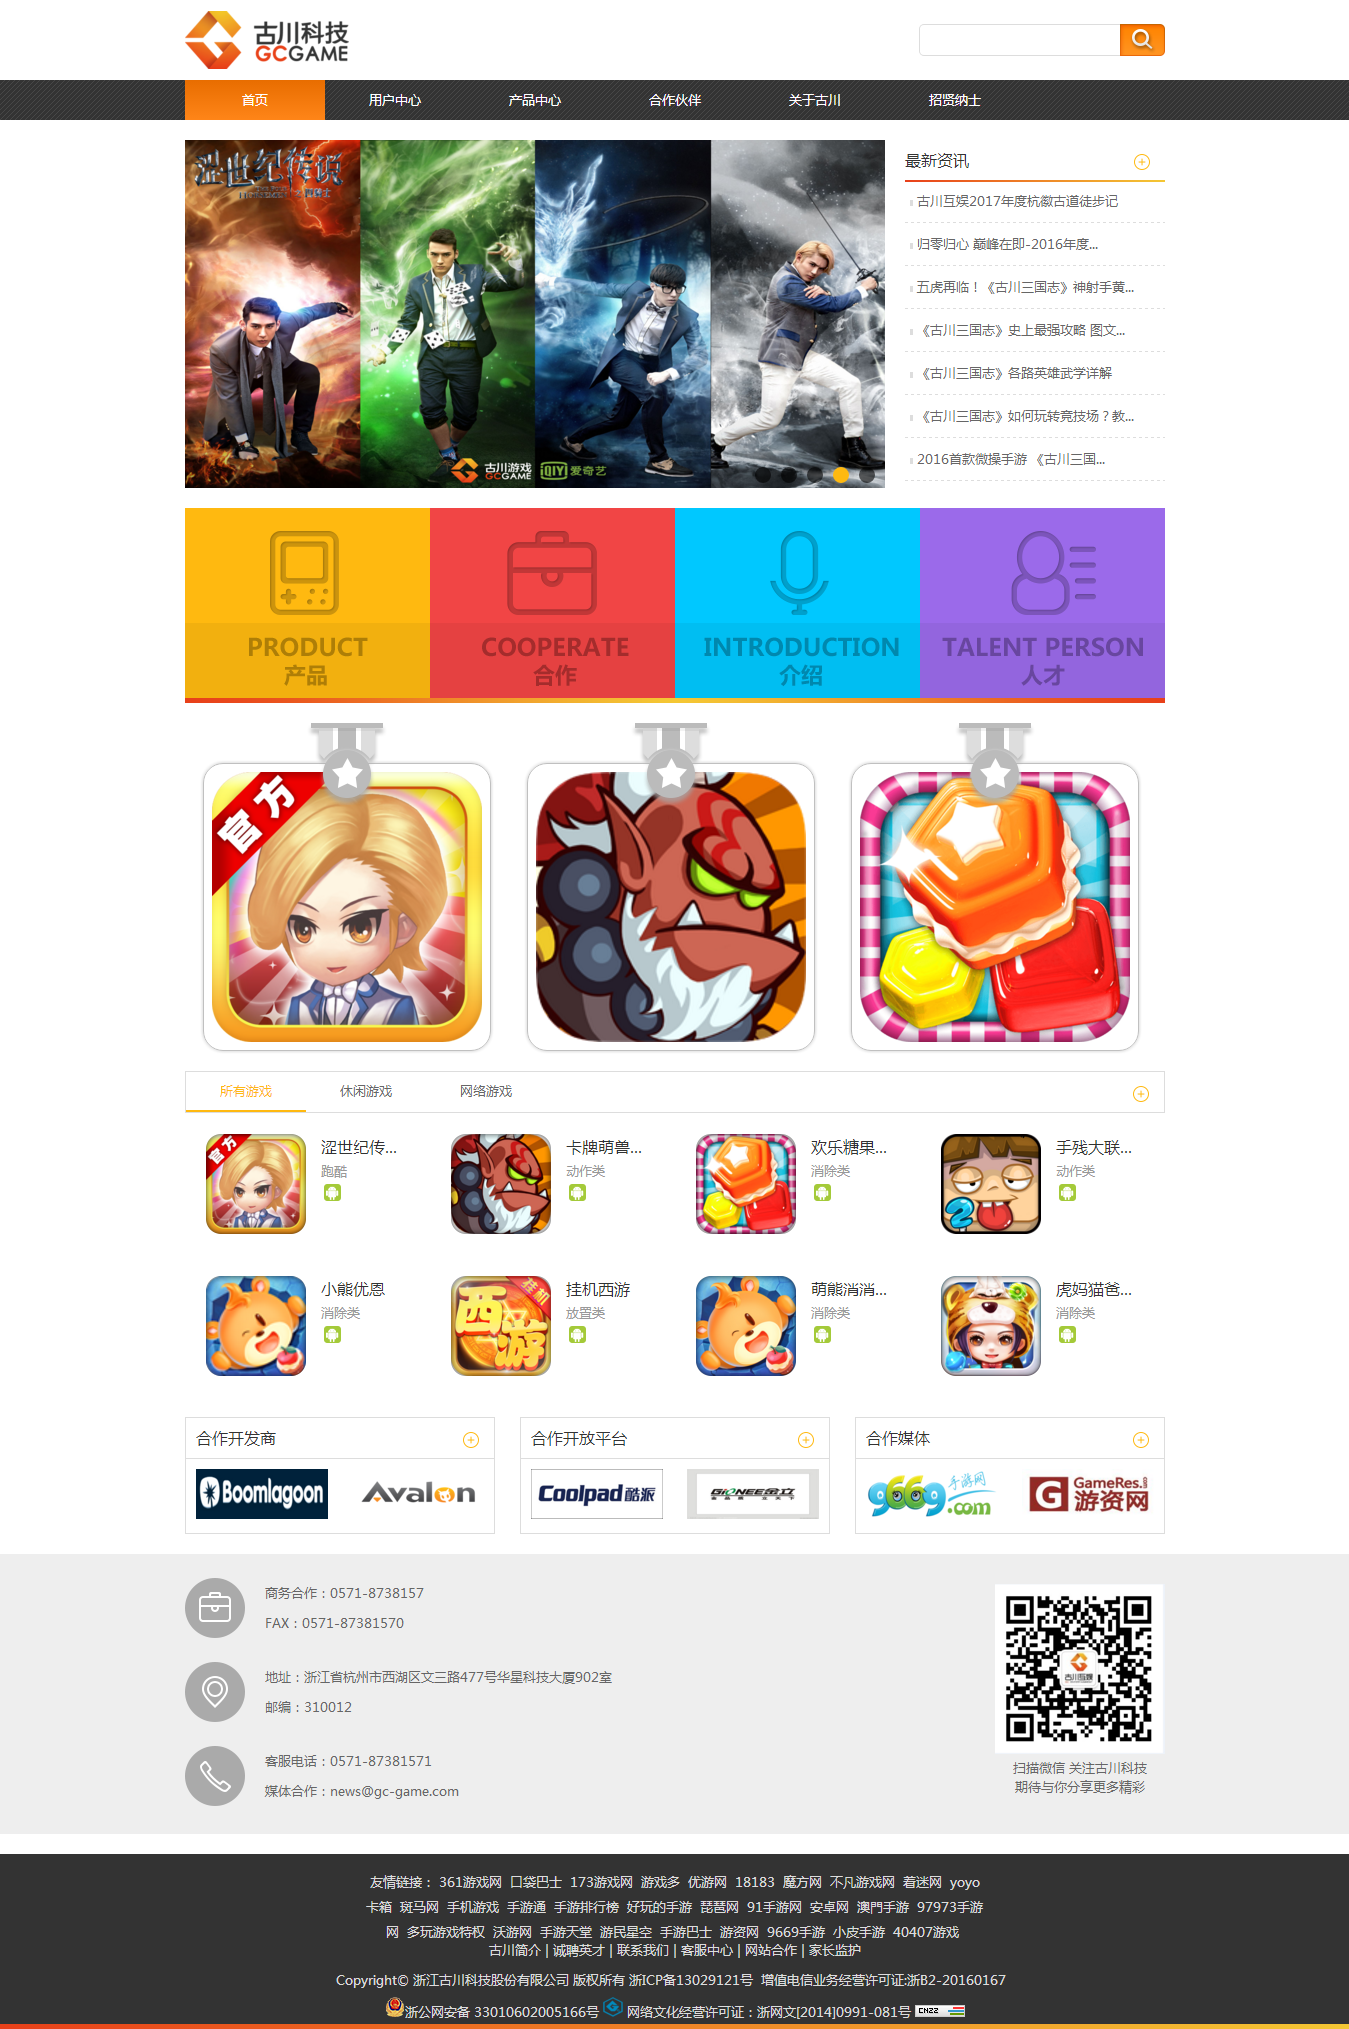 古川科技
GCGAME
首页 用户中心 产品中心 合作伙伴 关于古川 招贤纳士
涩世纪传说
古川游戏
GCGAME
QIYI 爱奇艺
最新资讯
古川互娱2017年度杭徽古道徒步记
归零归心 巅峰在即-2016年度...
五虎再临！《古川三国志》神射手黄...
《古川三国志》史上最强攻略 图文...
《古川三国志》各路英雄武学详解
《古川三国志》如何玩转竞技场？教...
2016首款微操手游 《古川三国...
PRODUCT
产品
COOPERATE
合作
INTRODUCTION
介绍
TALENT PERSON
人才
官方
所有游戏 休闲游戏 网络游戏
官方
涩世纪传...
跑酷
卡牌萌兽...
动作类
欢乐糖果...
消除类
2
手残大联...
动作类
小熊优恩
消除类
西游
挂机
挂机西游
放置类
萌熊消消...
消除类
虎妈猫爸...
消除类
合作开发商
Boomlagoon
Avalon
合作开放平台
Coolpad 酷派
GIONEE金立
合作媒体
9669.com
手游网
GameRes.
游资网
商务合作：0571-8738157
FAX：0571-87381570
地址：浙江省杭州市西湖区文三路477号华星科技大厦902室
邮编：310012
客服电话：0571-87381571
媒体合作：news@gc-game.com
古川互娱
扫描微信 关注古川科技
期待与你分享更多精彩
友情链接： 361游戏网 口袋巴士 173游戏网 游戏多 优游网 18183 魔方网 不凡游戏网 着迷网 yoyo
卡箱 斑马网 手机游戏 手游通 手游排行榜 好玩的手游 琵琶网 91手游网 安卓网 澳門手游 97973手游
网 多玩游戏特权 沃游网 手游天堂 游民星空 手游巴士 游资网 9669手游 小皮手游 40407游戏
古川简介 | 诚聘英才 | 联系我们 | 客服中心 | 网站合作 | 家长监护
Copyright© 浙江古川科技股份有限公司 版权所有 浙ICP备13029121号 增值电信业务经营许可证:浙B2-20160167
浙公网安备 33010602005166号 网络文化经营许可证：浙网文[2014]0991-081号 CNZZ